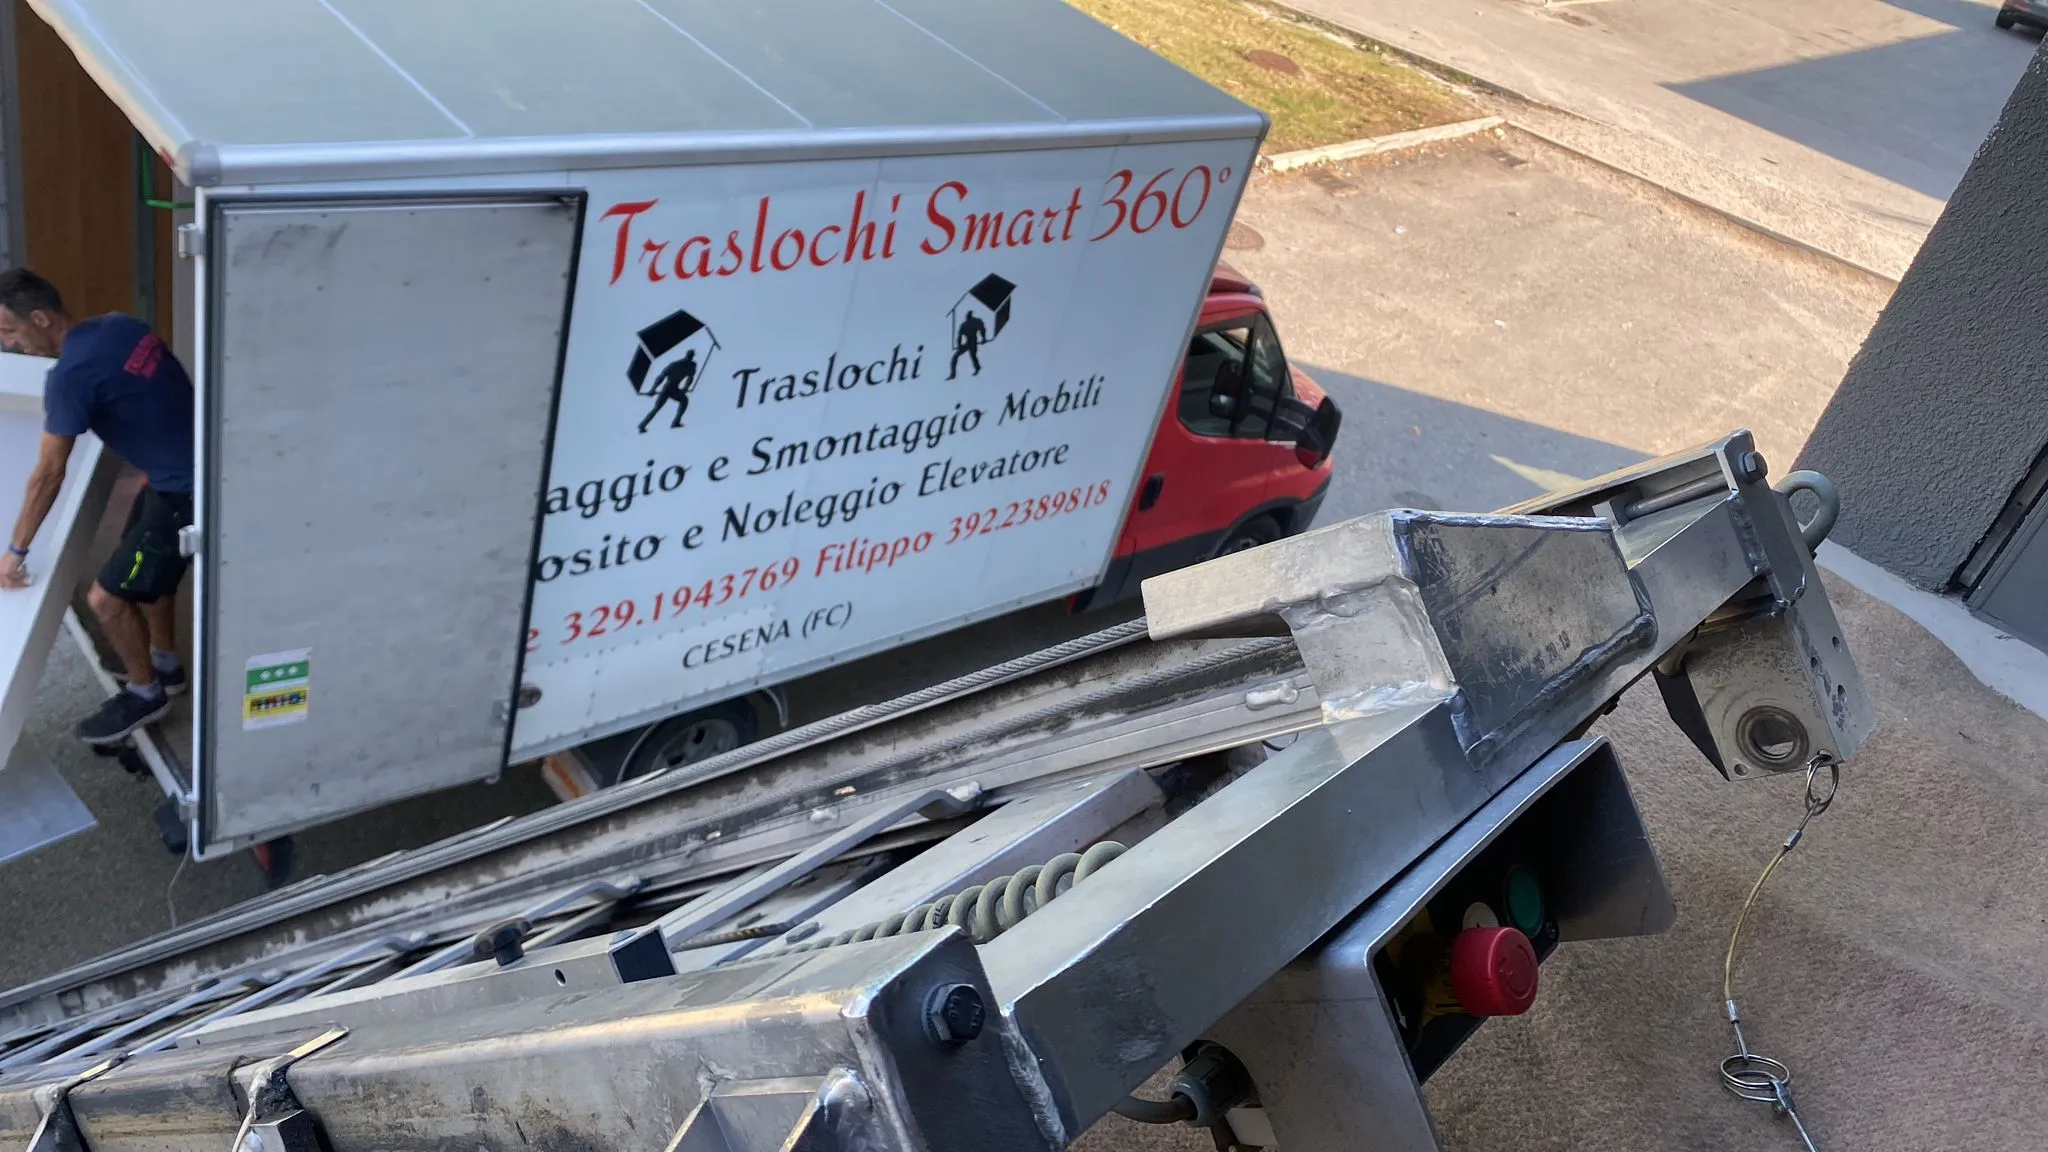 Traslochi Smart 360°
Traslochi
aggio e Smontaggio Mobili
osito e Noleggio Elevatore
e 329.1943769 Filippo 392.2389818
CESENA (FC)